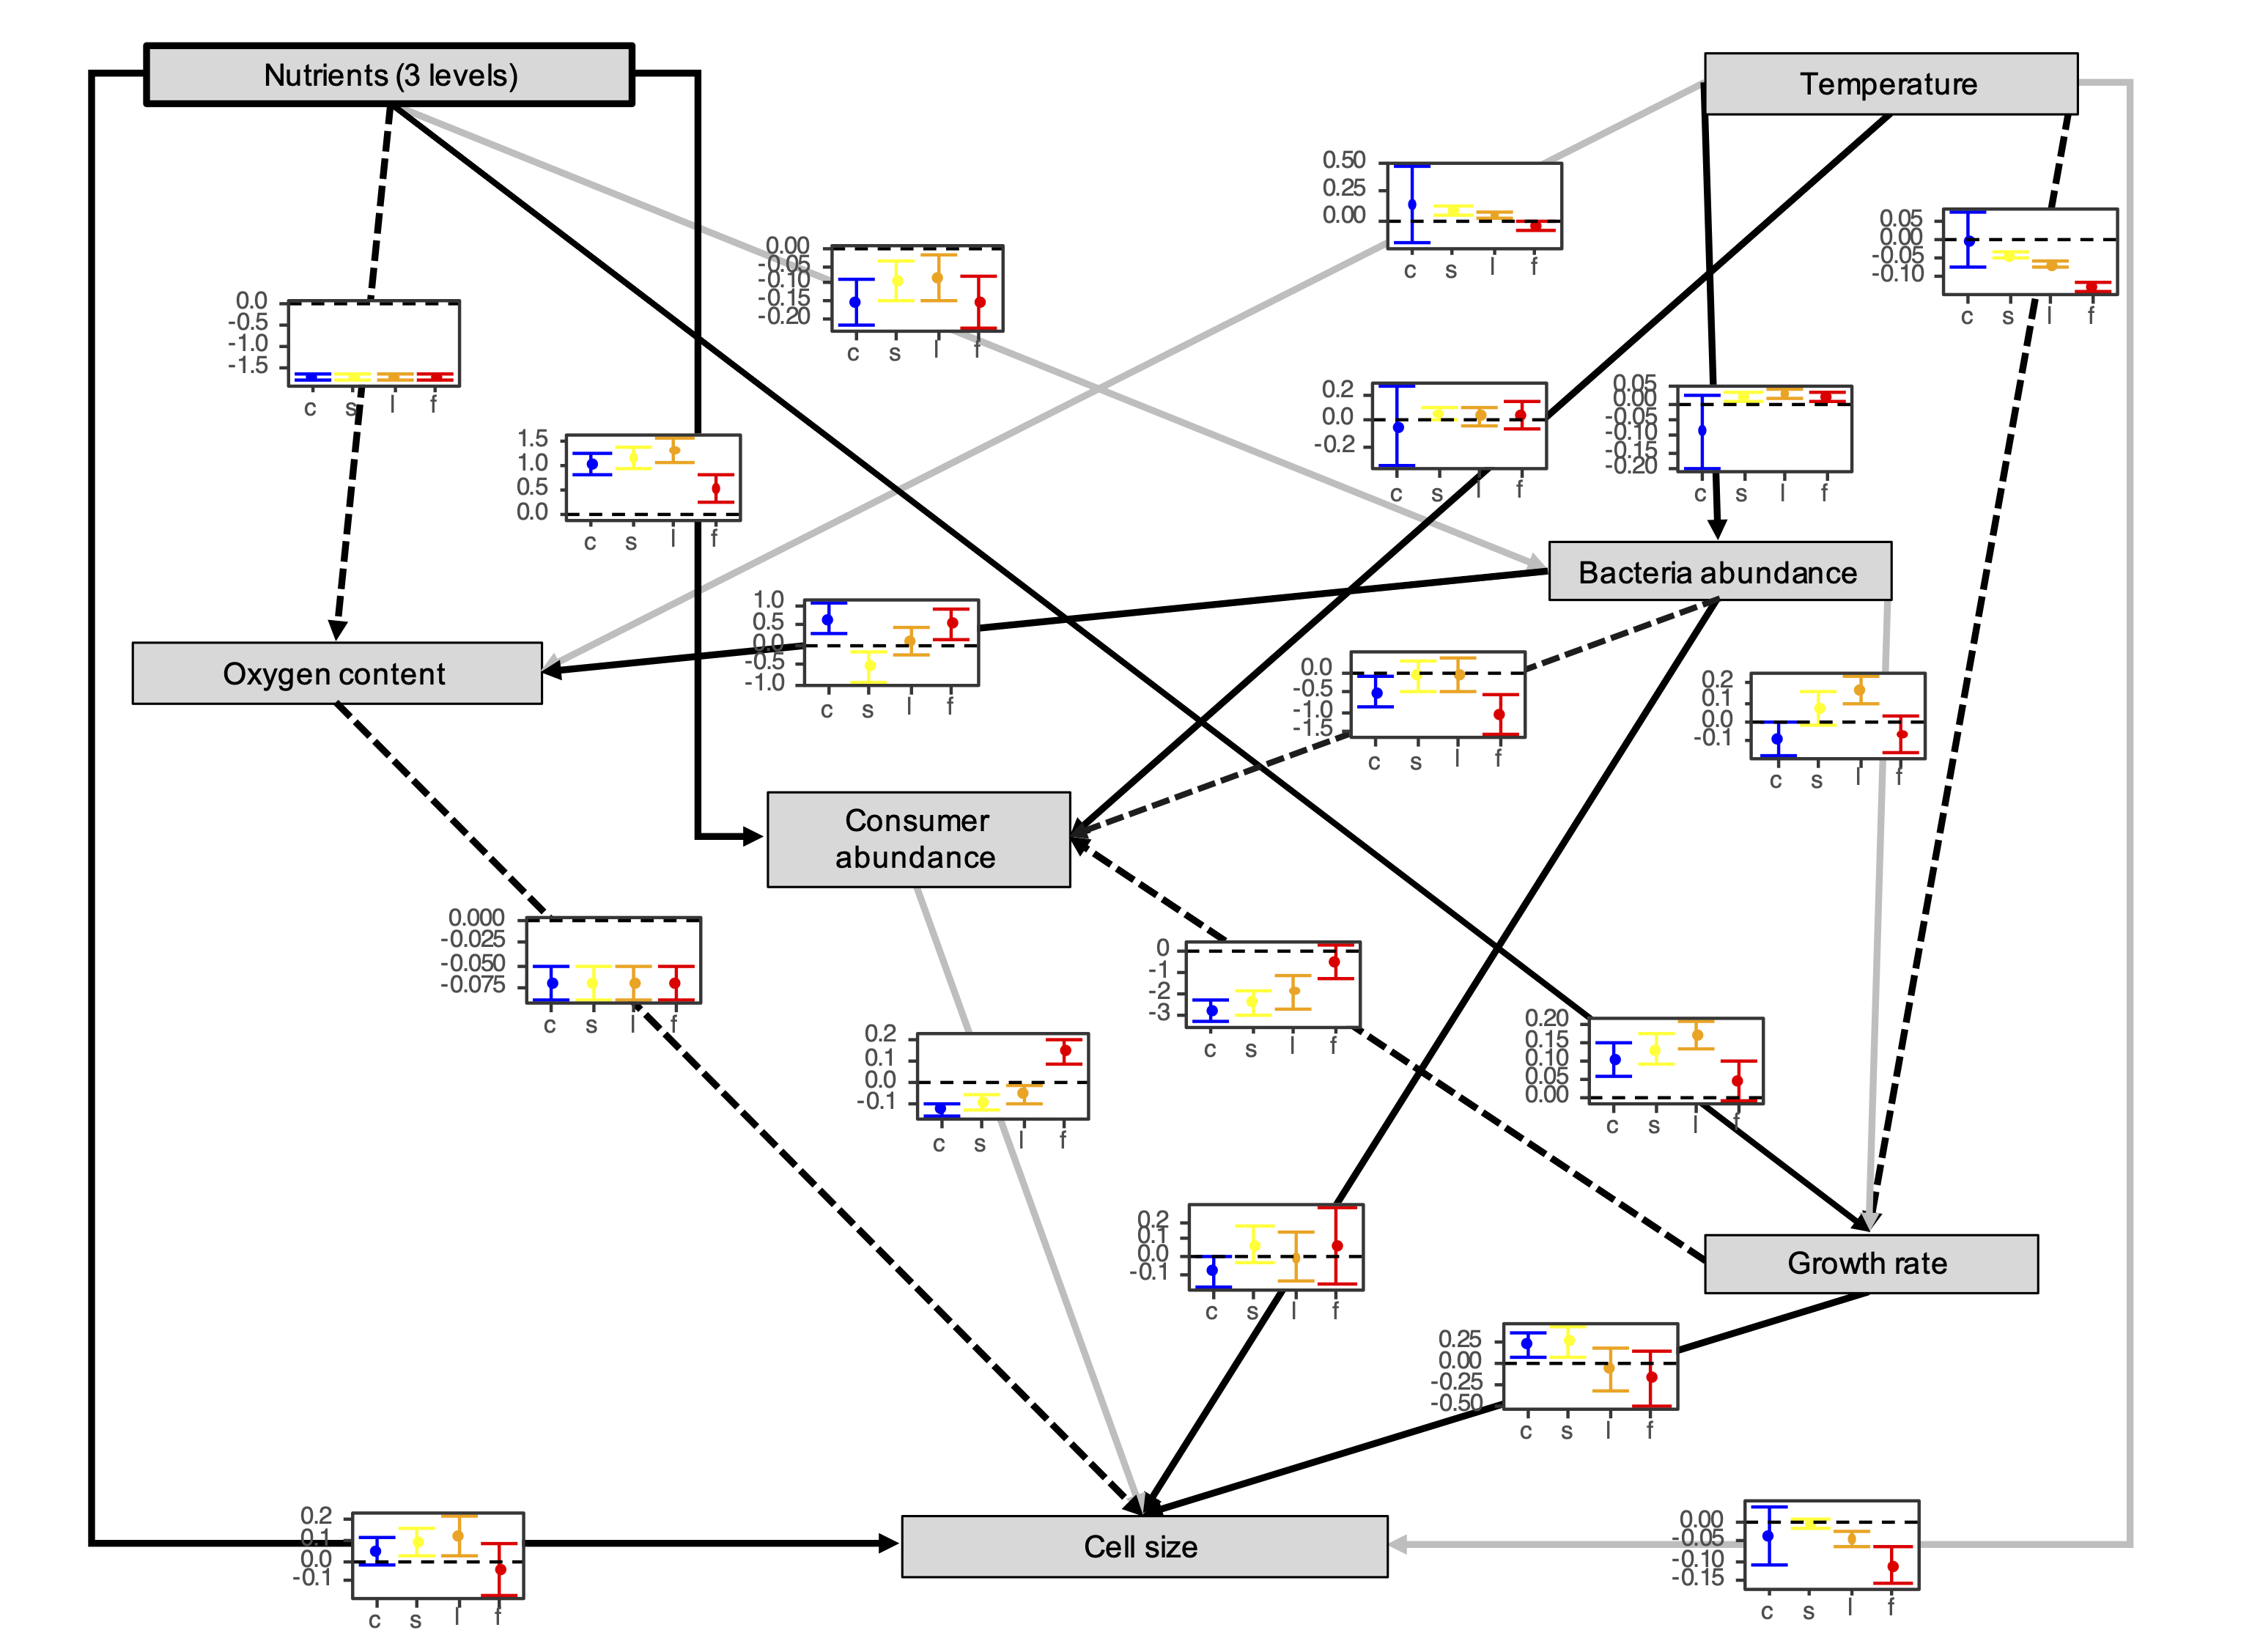 Nutrients (3 levels)
Temperature
0.50
0.25
0.00
c s l f
0.05
0.00
-0.05
-0.10
c s l f
0.00
-0.05
-0.10
-0.15
-0.20
c s l f
0.0
-0.5
-1.0
-1.5
c s l f
0.2
0.0
-0.2
c s l f
0.05
0.00
-0.05
-0.10
-0.15
-0.20
c s l f
1.5
1.0
0.5
0.0
c s l f
Bacteria abundance
1.0
0.5
0.0
-0.5
-1.0
c s l f
Oxygen content
0.0
-0.5
-1.0
-1.5
c s l f
0.2
0.1
0.0
-0.1
c s l f
Consumer
abundance
0.000
-0.025
-0.050
-0.075
c s l f
0
-1
-2
-3
c s l f
0.2
0.1
0.0
-0.1
c s l f
0.20
0.15
0.10
0.05
0.00
c s l f
0.2
0.1
0.0
-0.1
c s l f
Growth rate
0.25
0.00
-0.25
-0.50
c s l f
0.2
0.1
0.0
-0.1
c s l f
Cell size
0.00
-0.05
-0.10
-0.15
c s l f